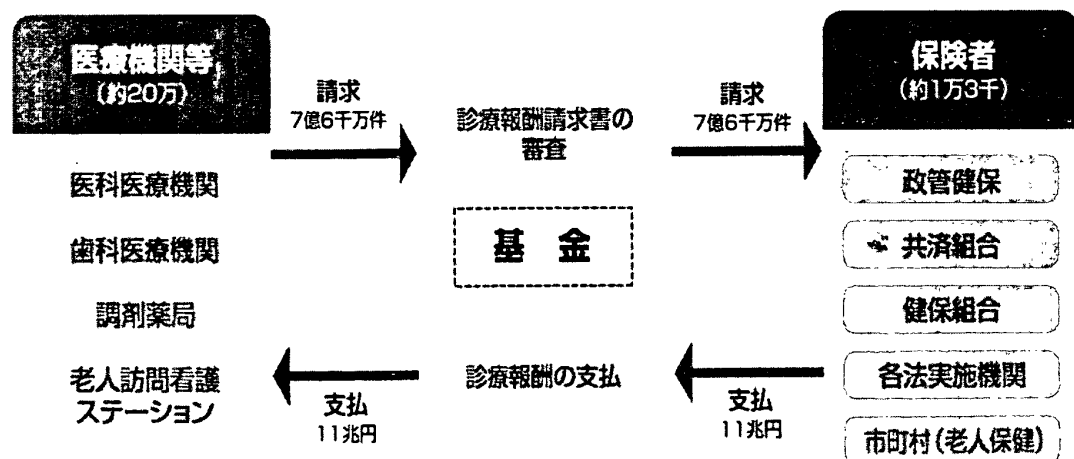 医療機関等
(約20万)
医科医療機関
歯科医療機関
調剤薬局
老人訪問看護
ステーション
請求
7億6千万件
診療報酬請求書の
審査
基 金
診療報酬の支払
支払
11兆円
請求
7億6千万件
支払
11兆円
保険者
(約1万3千)
政管健保
共済組合
健保組合
各法実施機関
市町村(老人保健)